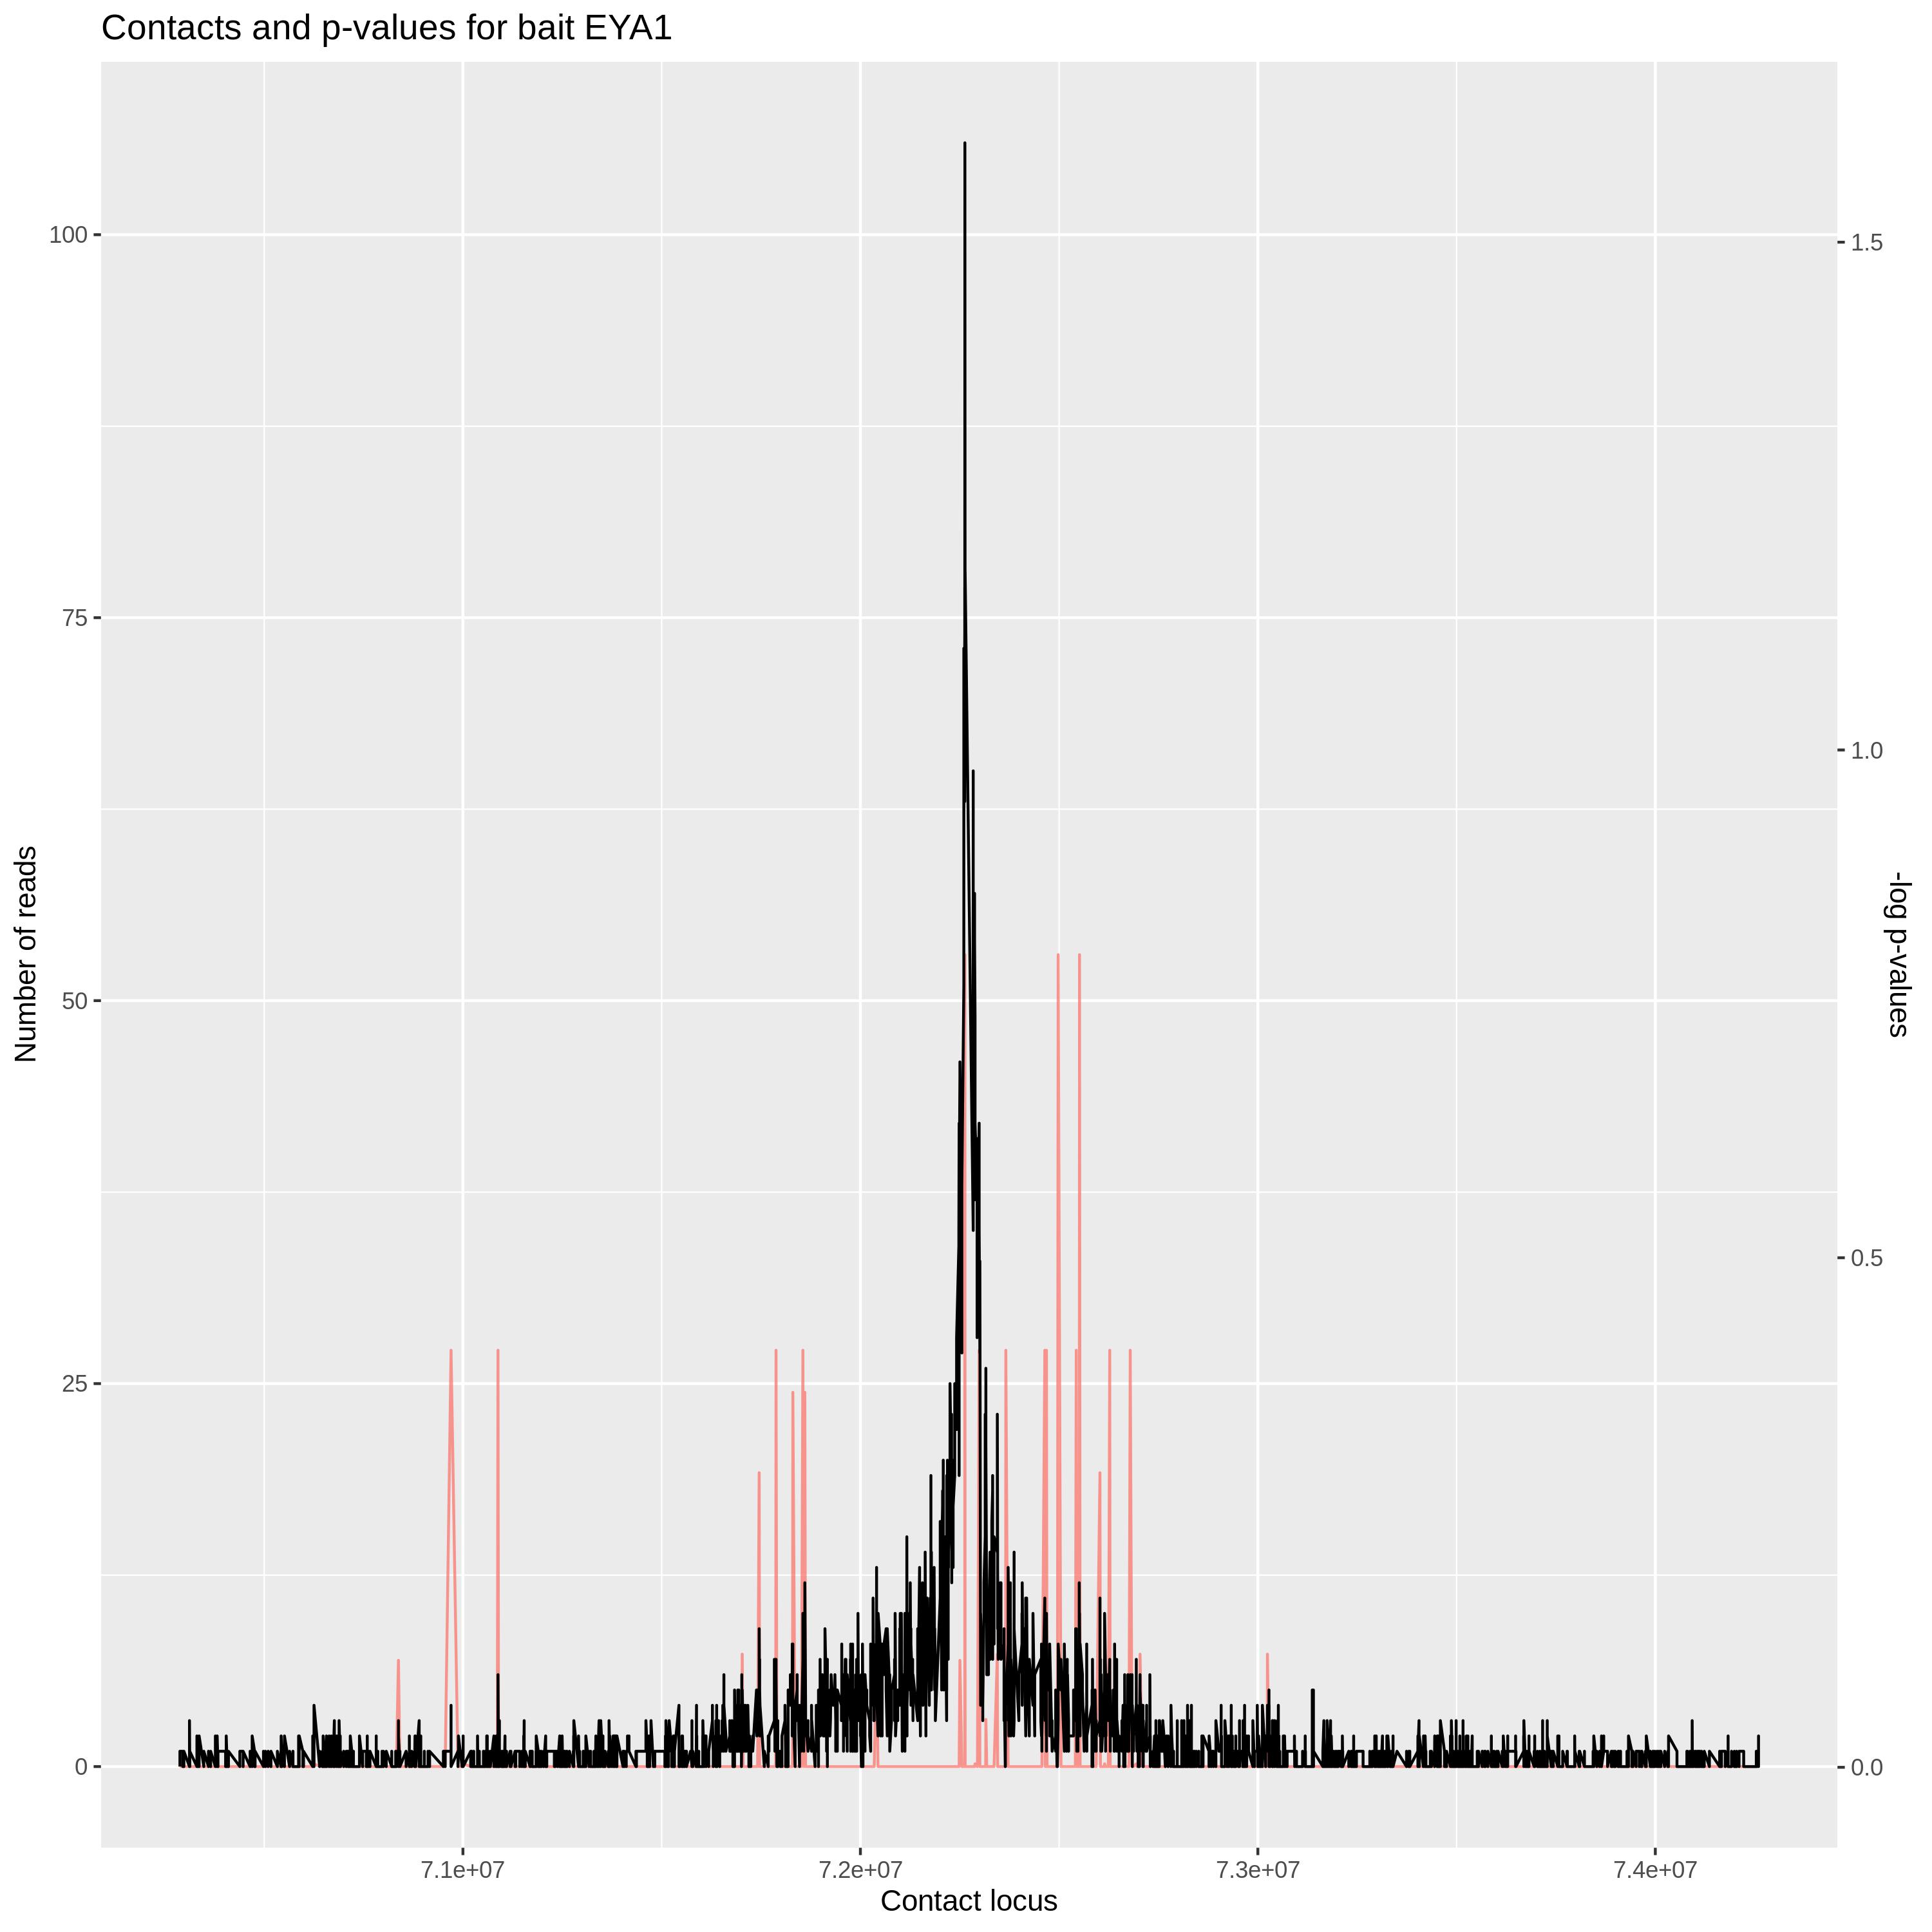 Contacts and p-values for bait EYA1
100
75
50
25
0
Number of reads
1.5
1.0
0.5
0.0
-log p-values
7.1e+07
7.2e+07
7.3e+07
7.4e+07
Contact locus